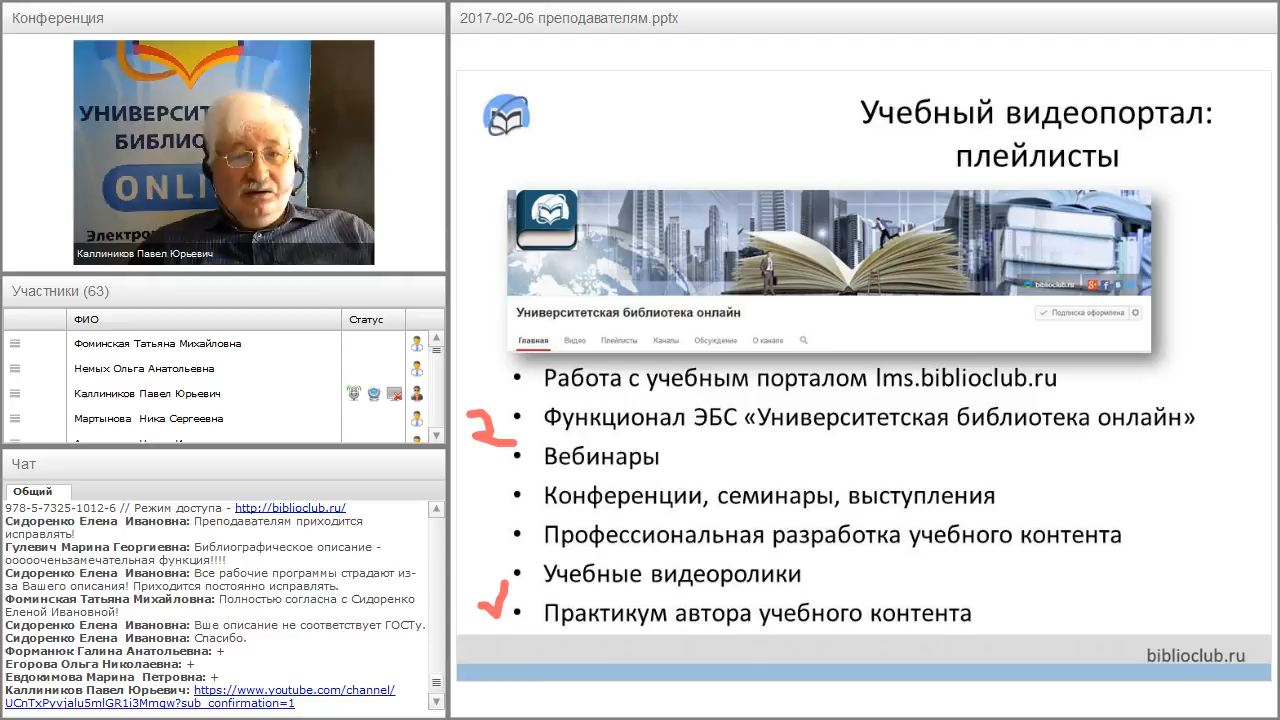 Конференция
УНИВЕРСИТ
БИБЛИО
ONLI
Электро
Каллиников Павел Юрьевич
Участники (63)
ФИО
Статус
Фоминская Татьяна Михайловна
Немых Ольга Анатольевна
Каллиников Павел Юрьевич
Мартынова Ника Сергеевна
Чат
Общий
978-5-7325-1012-6 // Режим доступа - http://biblioclub.ru/
Сидоренко Елена Ивановна: Преподавателям приходится
исправлять!
Гулевич Марина Георгиевна: Библиографическое описание -
оооооченьзамечательная функция!!!!
Сидоренко Елена Ивановна: Все рабочие программы страдают из-
за Вашего описания! Приходится постоянно исправлять.
Фоминская Татьяна Михайловна: Полностью согласна с Сидоренко
Еленой Ивановной!
Сидоренко Елена Ивановна: Вше описание не соответствует ГОСТу.
Сидоренко Елена Ивановна: Спасибо.
Форманюк Галина Анатольевна: +
Егорова Ольга Николаевна: +
Евдокимова Марина Петровна: +
Каллиников Павел Юрьевич: https://www.youtube.com/channel/
UCnTxPyvjalu5mlGR1i3Mmqw?sub_confirmation=1
2017-02-06 преподавателям.pptx
Учебный видеопортал:
плейлисты
biblioclub.ru
Университетская библиотека онлайн
Подписка оформлена
Главная Видео Плейлисты Каналы Обсуждение О канале
• Работа с учебным порталом lms.biblioclub.ru
• Функционал ЭБС «Университетская библиотека онлайн»
2
• Вебинары
• Конференции, семинары, выступления
• Профессиональная разработка учебного контента
• Учебные видеоролики
• Практикум автора учебного контента
biblioclub.ru